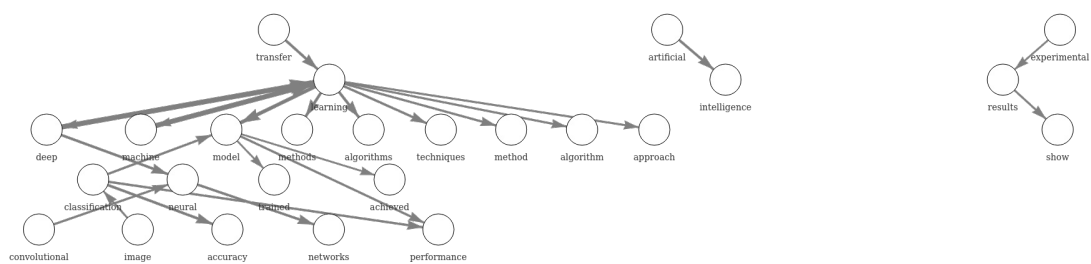 transfer
artificial
experimental
learning
intelligence
results
deep
machine
model
methods
algorithms
techniques
method
algorithm
approach
show
classification
neural
trained
achieved
convolutional
image
accuracy
networks
performance